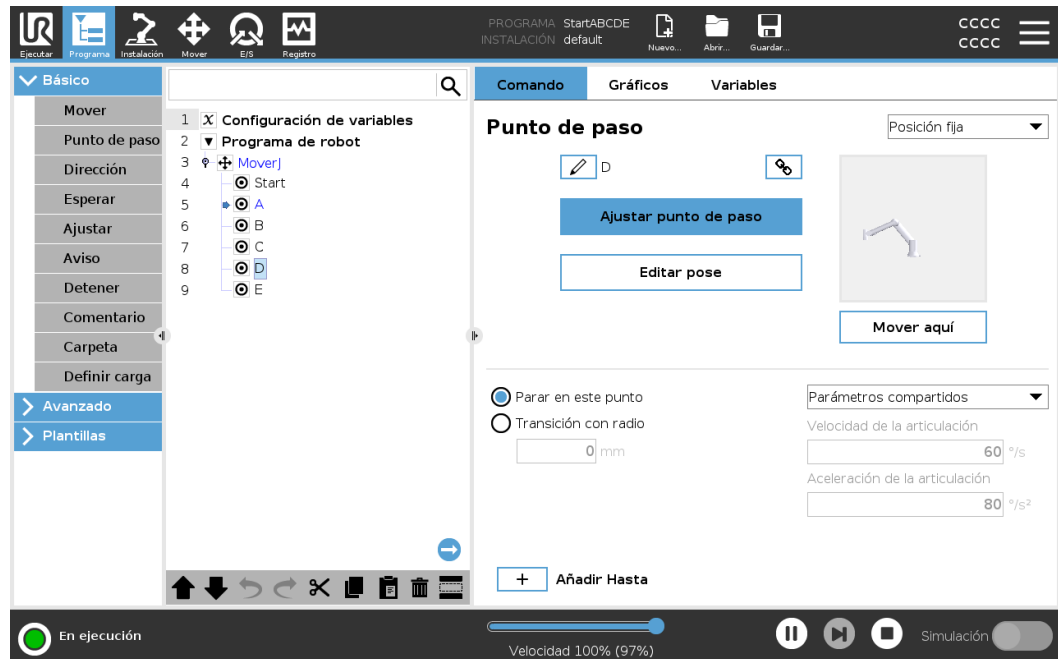 PROGRAMA StartABCDE
INSTALACIÓN default
CCCC
CCCC
UR
Ejecutar Programa Instalación Mover E/S Registro Nuevo... Abrir... Guardar...
Básico
Mover
Punto de paso
Dirección
Esperar
Ajustar
Aviso
Detener
Comentario
Carpeta
Definir carga
Avanzado
Plantillas
1 X Configuración de variables
2 Programa de robot
3 MoverJ
4 Start
5 A
6 B
7 C
8 D
9 E
Comando Gráficos Variables
Punto de paso
Posición fija
D
Ajustar punto de paso
Editar pose
Mover aquí
Parar en este punto
Transición con radio
0 mm
Parámetros compartidos
Velocidad de la articulación
60 °/s
Aceleración de la articulación
80 °/s²
+ Añadir Hasta
En ejecución
Velocidad 100% (97%)
Simulación